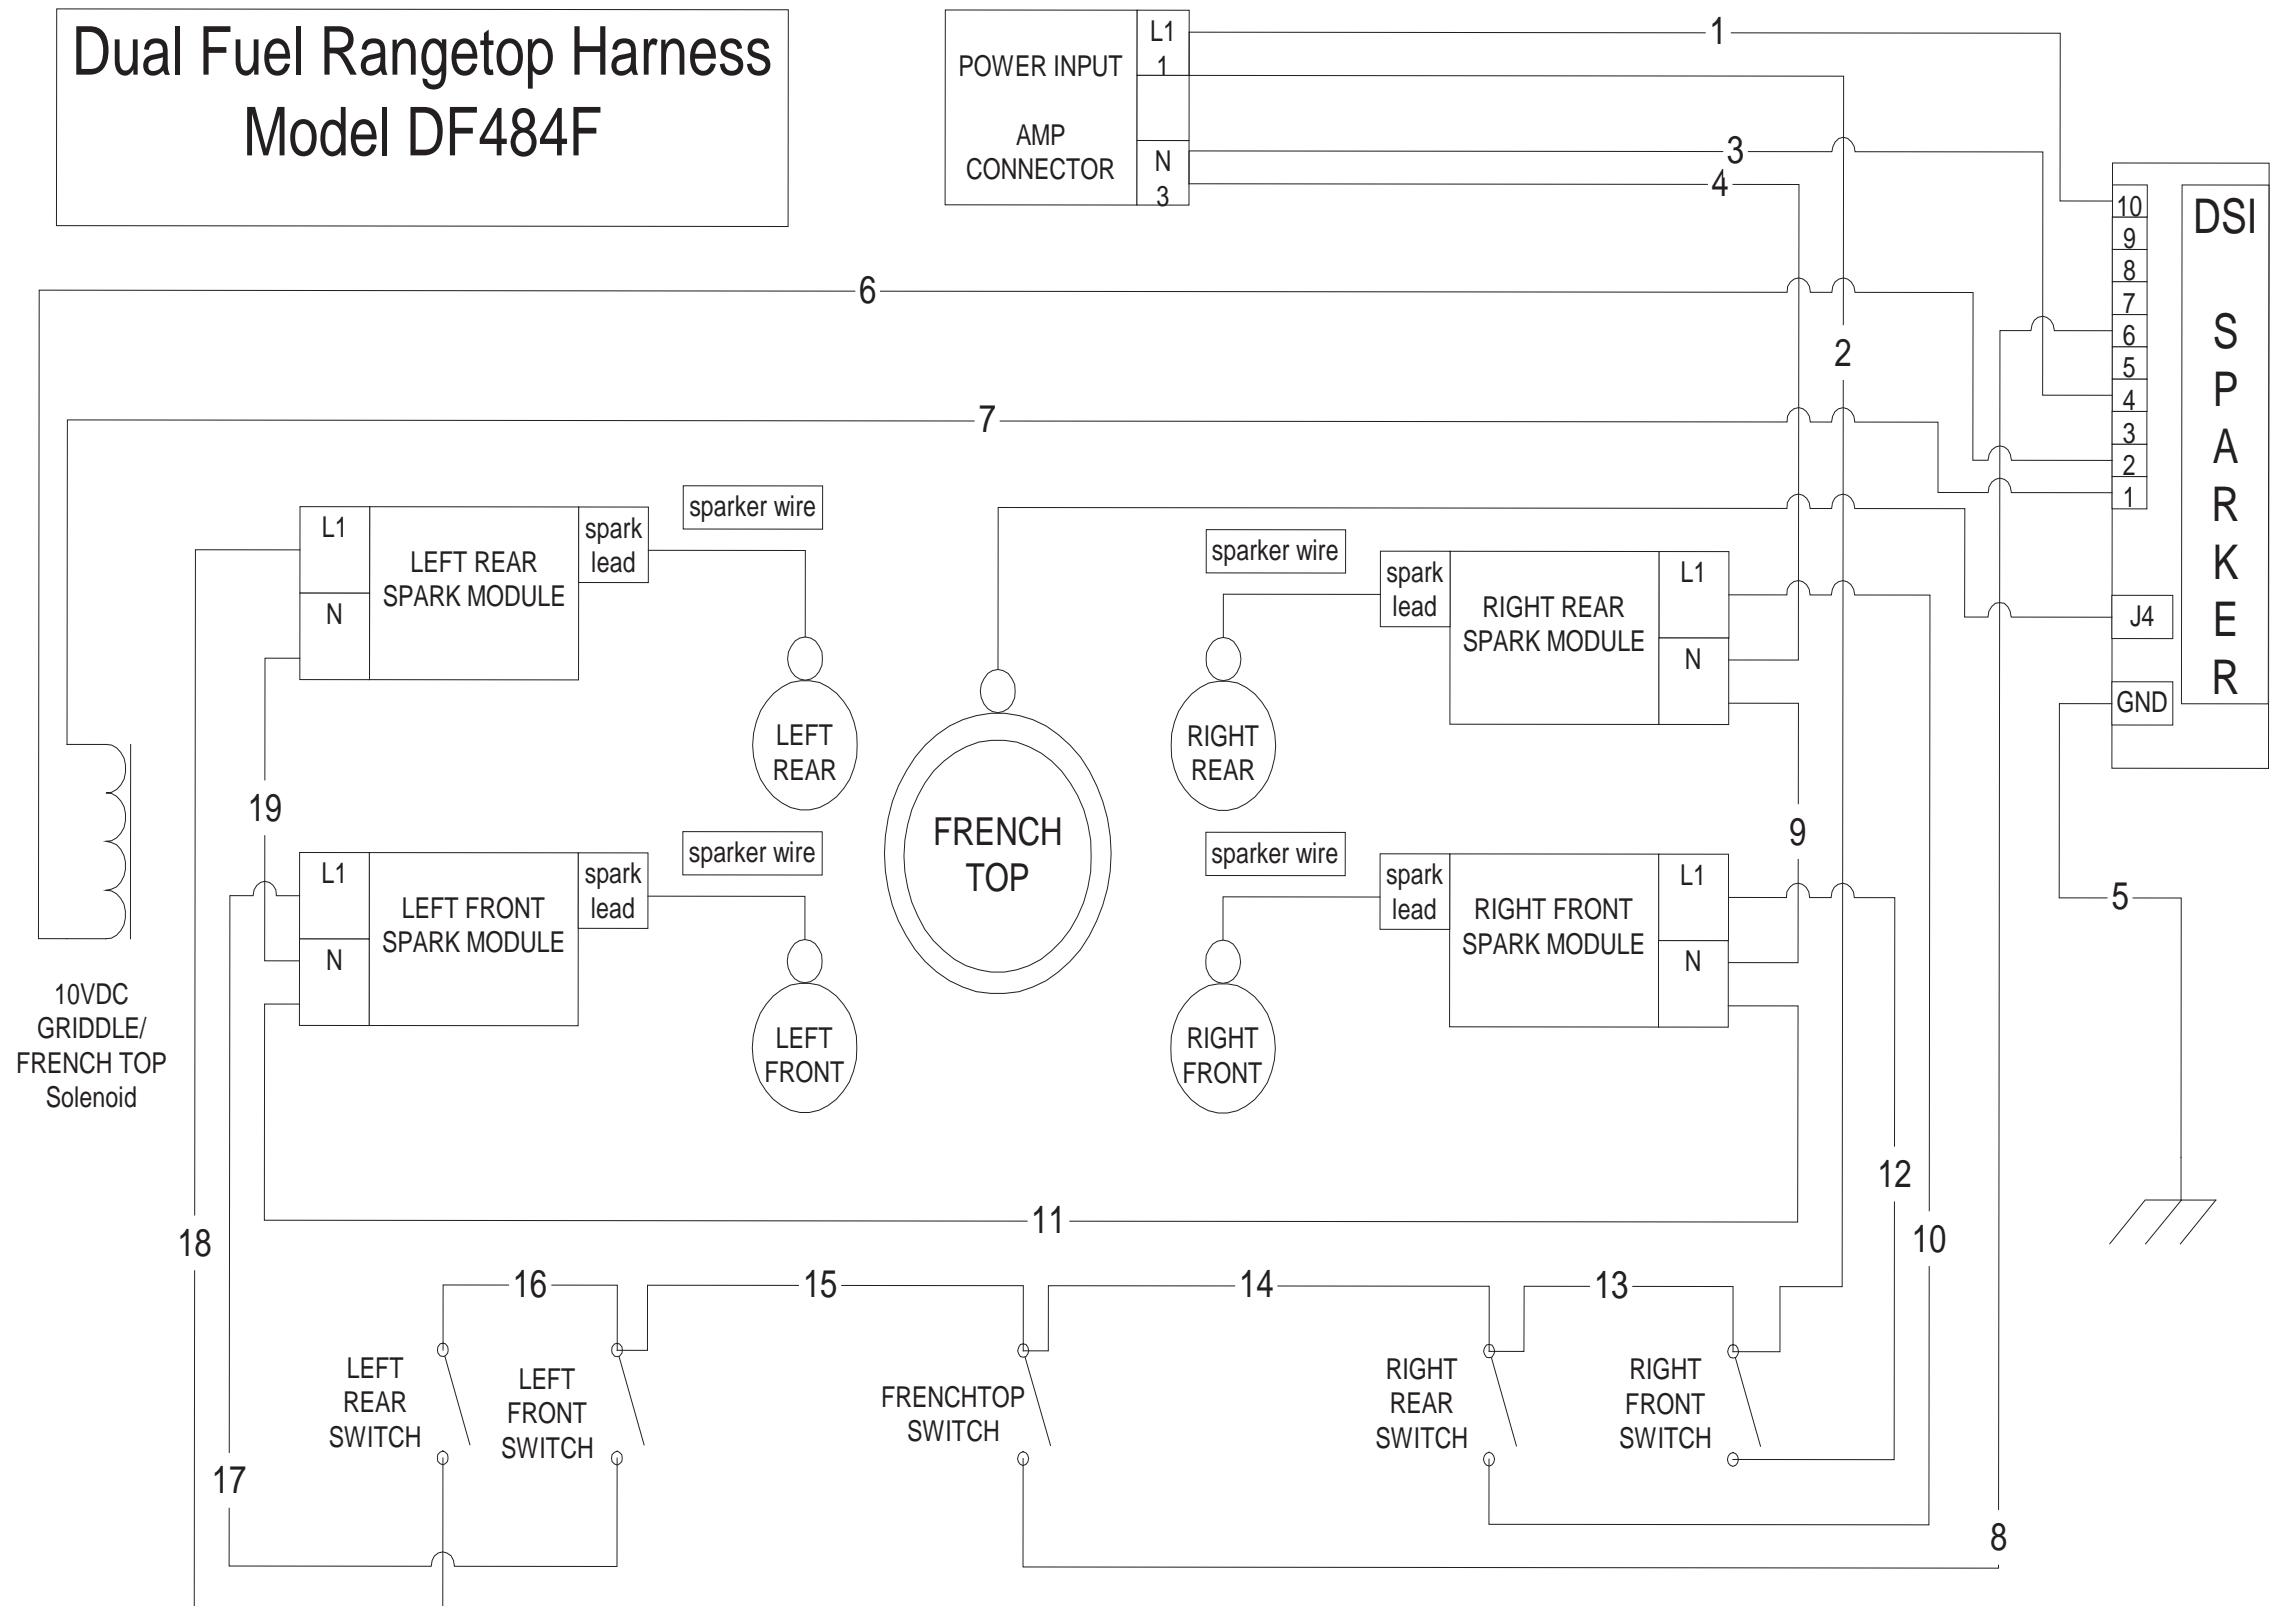 Dual Fuel Rangetop Harness
Model DF484F
POWER INPUT
AMP
CONNECTOR
L1
1
N
3
1
3
4
2
6
7
10
9
8
7
6
5
4
3
2
1
J4
GND
DSI
S
P
A
R
K
E
R
L1
N
LEFT REAR
SPARK MODULE
spark
lead
sparker wire
LEFT
REAR
sparker wire
spark
lead
RIGHT REAR
SPARK MODULE
L1
N
RIGHT
REAR
FRENCH
TOP
19
9
5
L1
N
LEFT FRONT
SPARK MODULE
spark
lead
sparker wire
LEFT
FRONT
sparker wire
spark
lead
RIGHT FRONT
SPARK MODULE
L1
N
RIGHT
FRONT
10VDC
GRIDDLE/
FRENCH TOP
Solenoid
12
11
18
10
16
15
14
13
LEFT
REAR
SWITCH
LEFT
FRONT
SWITCH
FRENCHTOP
SWITCH
RIGHT
REAR
SWITCH
RIGHT
FRONT
SWITCH
17
8